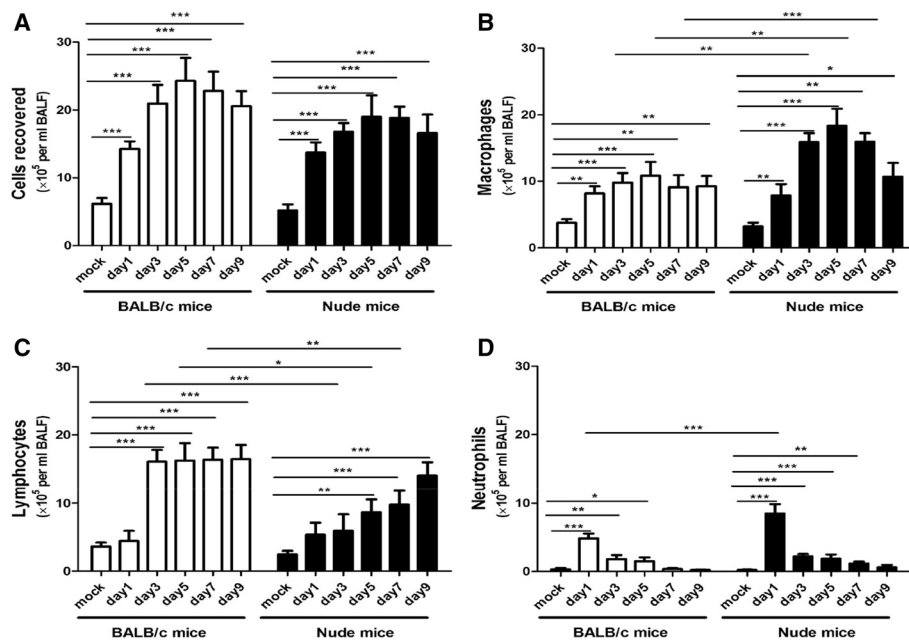 A
***
***
***
***
***
***
***
***
***
***
Cells recovered
(×10⁵ per ml BALF)
30
20
10
0
mock day1 day3 day5 day7 day9 mock day1 day3 day5 day7 day9
BALB/c mice Nude mice
B
***
**
**
*
**
***
***
**
**
**
***
***
**
Macrophages
(×10⁵ per ml BALF)
30
20
10
0
mock day1 day3 day5 day7 day9 mock day1 day3 day5 day7 day9
BALB/c mice Nude mice
C
**
*
***
***
***
***
***
***
***
**
Lymphocytes
(×10⁵ per ml BALF)
30
20
10
0
mock day1 day3 day5 day7 day9 mock day1 day3 day5 day7 day9
BALB/c mice Nude mice
D
***
**
***
***
***
*
**
***
Neutrophils
(×10⁵ per ml BALF)
30
20
10
0
mock day1 day3 day5 day7 day9 mock day1 day3 day5 day7 day9
BALB/c mice Nude mice